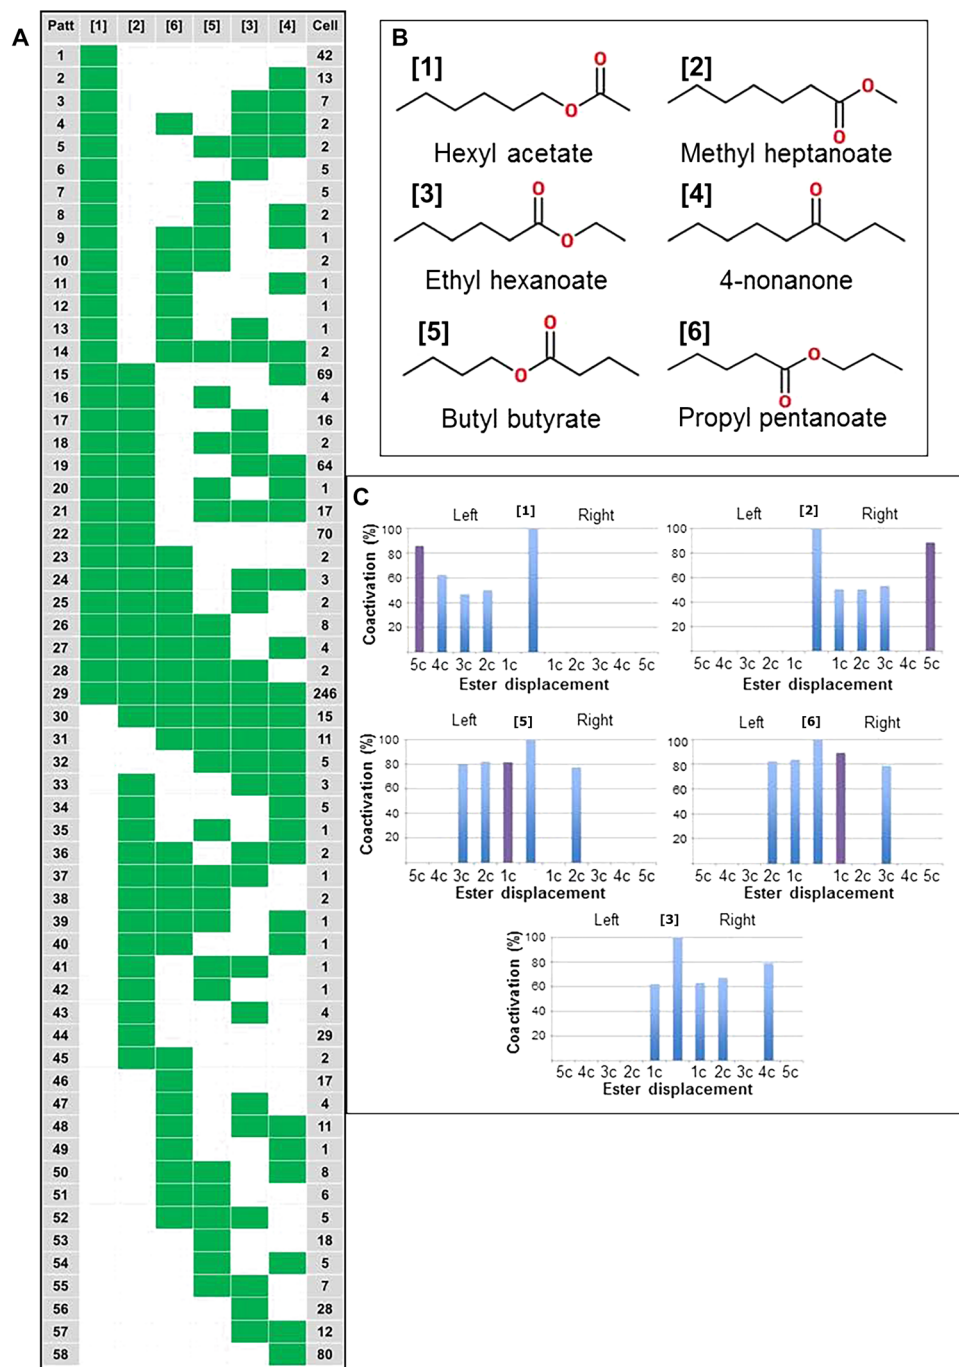 A
Patt [1] [2] [6] [5] [3] [4] Cell
1 42
2 13
3 7
4 2
5 2
6 5
7 5
8 2
9 1
10 2
11 1
12 1
13 1
14 2
15 69
16 4
17 16
18 2
19 64
20 1
21 17
22 70
23 2
24 3
25 2
26 8
27 4
28 2
29 246
30 15
31 11
32 5
33 3
34 5
35 1
36 2
37 1
38 2
39 1
40 1
41 1
42 1
43 4
44 29
45 2
46 17
47 4
48 11
49 1
50 8
51 6
52 5
53 18
54 5
55 7
56 28
57 12
58 80
B
[1] [2]
O O
O O
Hexyl acetate Methyl heptanoate
[3] [4]
O O
O
Ethyl hexanoate 4-nonanone
[5] [6]
O O
O O
Butyl butyrate Propyl pentanoate
C
Left [1] Right
Coactivation (%)
100
80
60
40
20
5c 4c 3c 2c 1c 1c 2c 3c 4c 5c
Ester displacement
Left [2] Right
100
80
60
40
20
5c 4c 3c 2c 1c 1c 2c 3c 4c 5c
Ester displacement
Left [5] Right
Coactivation (%)
100
80
60
40
20
5c 4c 3c 2c 1c 1c 2c 3c 4c 5c
Ester displacement
Left [6] Right
100
80
60
40
20
5c 4c 3c 2c 1c 1c 2c 3c 4c 5c
Ester displacement
Left [3] Right
Coactivation (%)
100
80
60
40
20
5c 4c 3c 2c 1c 1c 2c 3c 4c 5c
Ester displacement